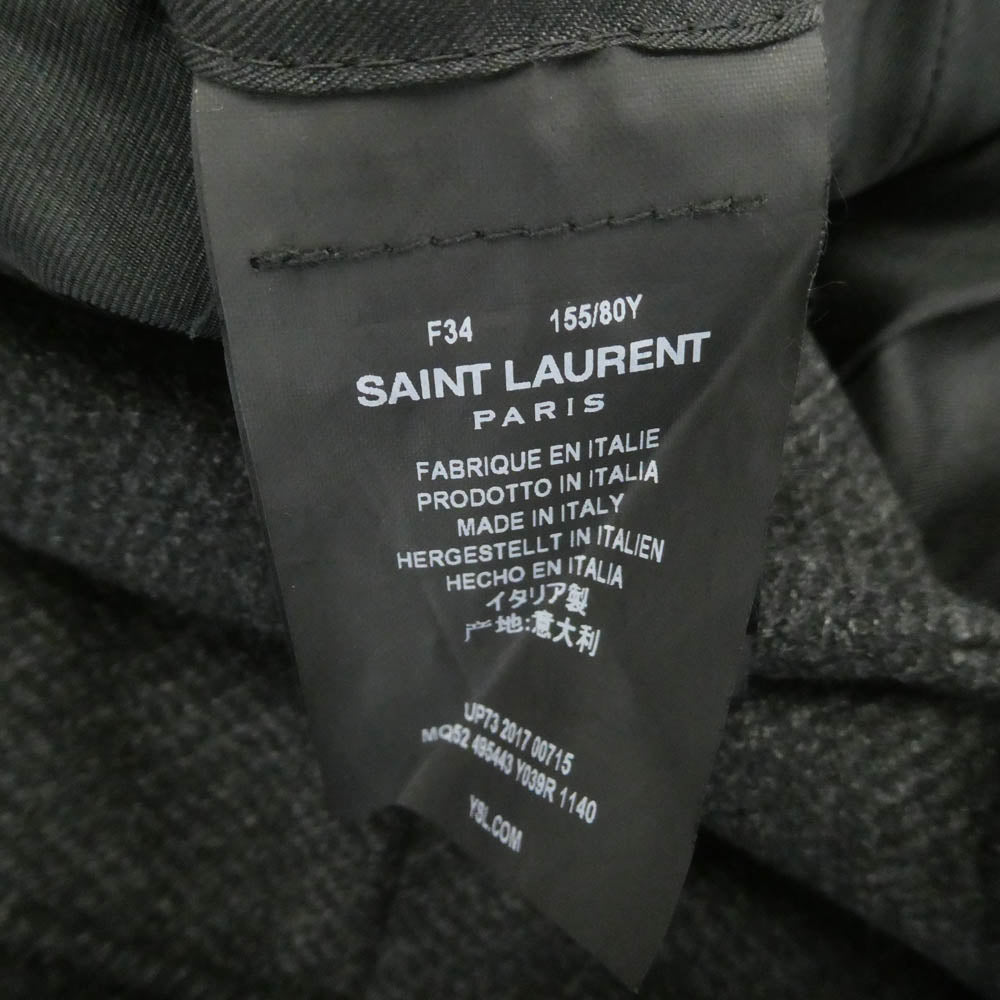 F34 155/80Y
SAINT LAURENT
PARIS
FABRIQUE EN ITALIE
PRODOTTO IN ITALIA
MADE IN ITALY
HERGESTELLT IN ITALIEN
HECHO EN ITALIA
イタリア製
产地:意大利
UP73 2017 00715
MQ52 495443 Y039R 1140
YSL.COM